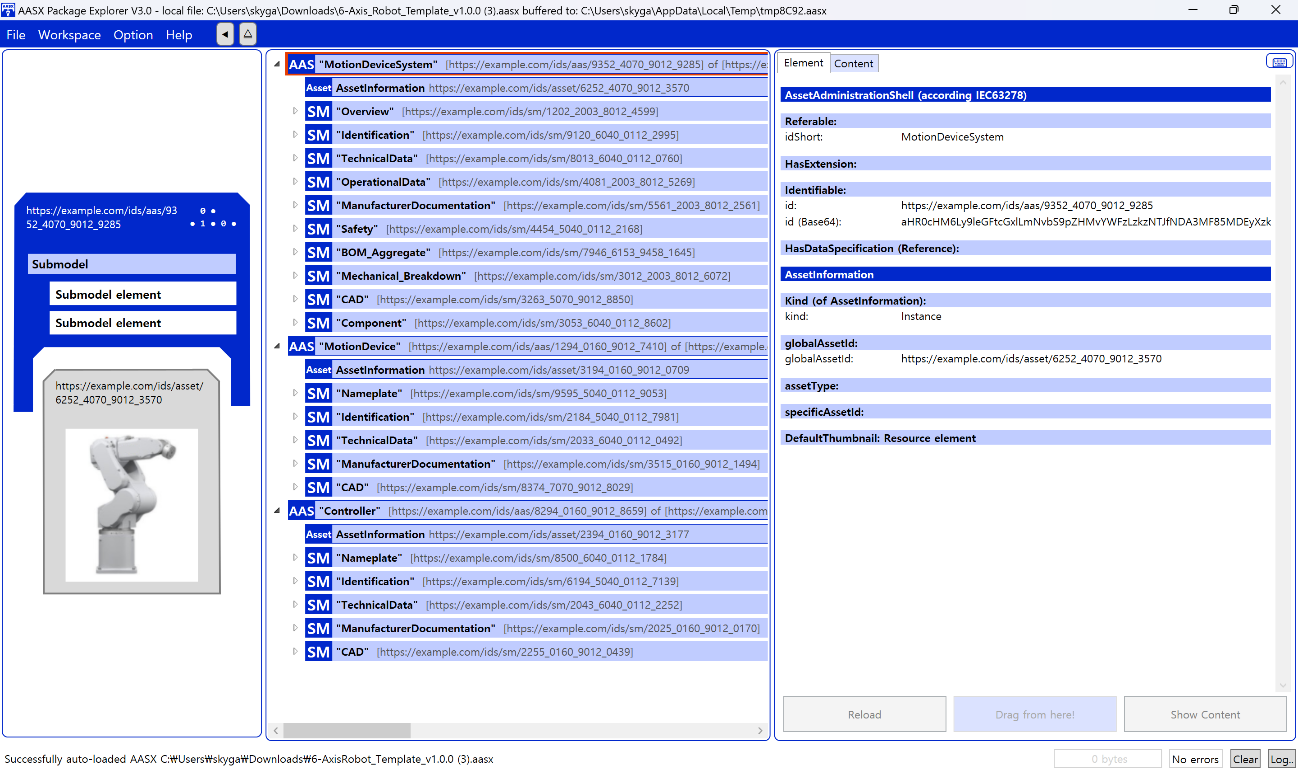 AASX Package Explorer V3.0 - local file: C:\Users\skyga\Downloads\6-Axis_Robot_Template_v1.0.0 (3).aasx buffered to: C:\Users\skyga\AppData\Local\Temp\tmp8C92.aasx
File Workspace Option Help
https://example.com/ids/aas/93
52_4070_9012_9285
0
1 0
Submodel
Submodel element
Submodel element
https://example.com/ids/asset/
6252_4070_9012_3570
AAS "MotionDeviceSystem" [https://example.com/ids/aas/9352_4070_9012_9285] of [https://e
Asset AssetInformation https://example.com/ids/asset/6252_4070_9012_3570
SM "Overview" [https://example.com/ids/sm/1202_2003_8012_4599]
SM "Identification" [https://example.com/ids/sm/9120_6040_0112_2995]
SM "TechnicalData" [https://example.com/ids/sm/8013_6040_0112_0760]
SM "OperationalData" [https://example.com/ids/sm/4081_2003_8012_5269]
SM "ManufacturerDocumentation" [https://example.com/ids/sm/5561_2003_8012_2561]
SM "Safety" [https://example.com/ids/sm/4454_5040_0112_2168]
SM "BOM_Aggregate" [https://example.com/ids/sm/7946_6153_9458_1645]
SM "Mechanical_Breakdown" [https://example.com/ids/sm/3012_2003_8012_6072]
SM "CAD" [https://example.com/ids/sm/3263_5070_9012_8850]
SM "Component" [https://example.com/ids/sm/3053_6040_0112_8602]
AAS "MotionDevice" [https://example.com/ids/aas/1294_0160_9012_7410] of [https://example.
Asset AssetInformation https://example.com/ids/asset/3194_0160_9012_0709
SM "Nameplate" [https://example.com/ids/sm/9595_5040_0112_9053]
SM "Identification" [https://example.com/ids/sm/2184_5040_0112_7981]
SM "TechnicalData" [https://example.com/ids/sm/2033_6040_0112_0492]
SM "ManufacturerDocumentation" [https://example.com/ids/sm/3515_0160_9012_1494]
SM "CAD" [https://example.com/ids/sm/8374_7070_9012_8029]
AAS "Controller" [https://example.com/ids/aas/8294_0160_9012_8659] of [https://example.com
Asset AssetInformation https://example.com/ids/asset/2394_0160_9012_3177
SM "Nameplate" [https://example.com/ids/sm/8500_6040_0112_1784]
SM "Identification" [https://example.com/ids/sm/6194_5040_0112_7139]
SM "TechnicalData" [https://example.com/ids/sm/2043_6040_0112_2252]
SM "ManufacturerDocumentation" [https://example.com/ids/sm/2025_0160_9012_0170]
SM "CAD" [https://example.com/ids/sm/2255_0160_9012_0439]
Element Content
AssetAdministrationShell (according IEC63278)
Referable:
idShort: MotionDeviceSystem
HasExtension:
Identifiable:
id: https://example.com/ids/aas/9352_4070_9012_9285
id (Base64): aHR0cHM6Ly9leGFtcGxlLmNvbS9pZHMvYWFzLzkzNTJfNDA3MF85MDEyXzk
HasDataSpecification (Reference):
AssetInformation
Kind (of AssetInformation):
kind: Instance
globalAssetId:
globalAssetId: https://example.com/ids/asset/6252_4070_9012_3570
assetType:
specificAssetId:
DefaultThumbnail: Resource element
Reload Drag from here! Show Content
Successfully auto-loaded AASX C:₩Users₩skyga₩Downloads₩6-AxisRobot_Template_v1.0.0 (3).aasx
0 bytes No errors Clear Log..